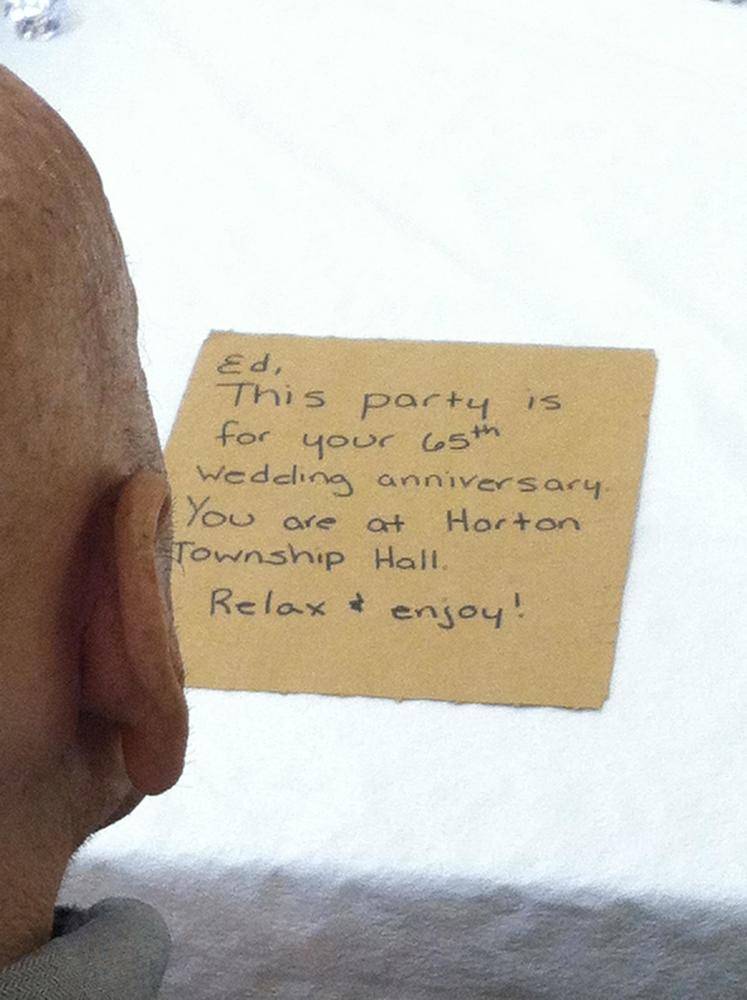 Ed,
This party is
for your 65th
wedding anniversary.
You are at Horton
Township Hall.
Relax & enjoy!